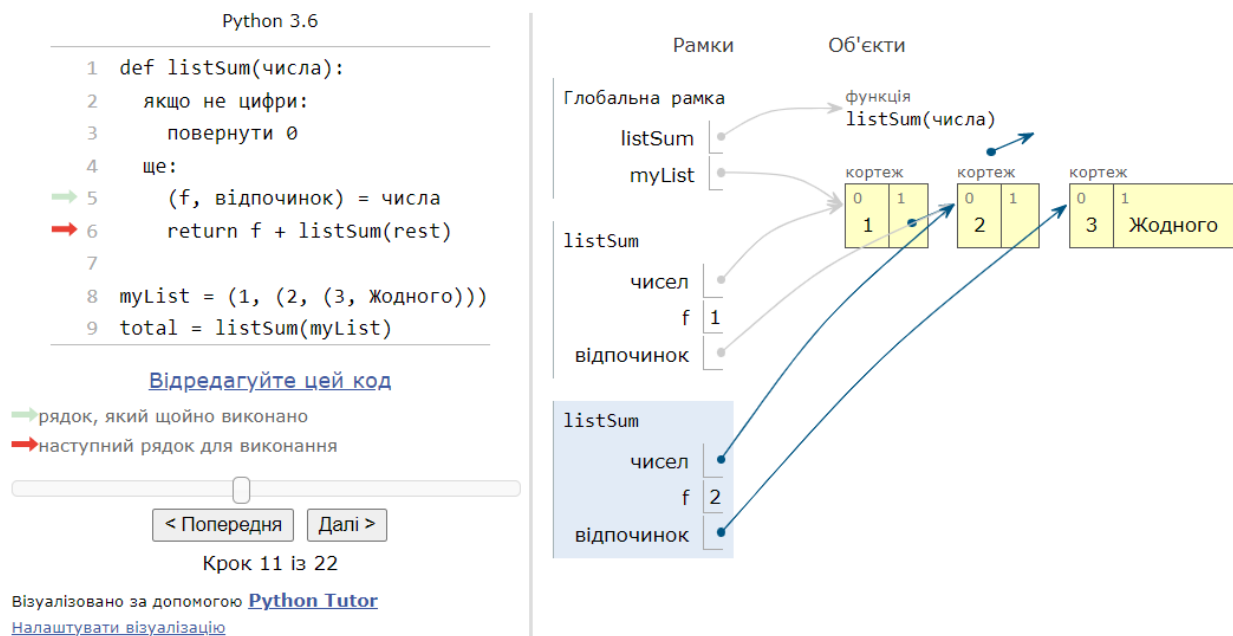 Python 3.6
1 def listSum(числа):
2 якщо не цифри:
3 повернути 0
4 ще:
5 (f, відпочинок) = числа
6 return f + listSum(rest)
7
8 myList = (1, (2, (3, Жодного)))
9 total = listSum(myList)
Відредагуйте цей код
рядок, який щойно виконано
наступний рядок для виконання
< Попередня Далі >
Крок 11 із 22
Візуалізовано за допомогою Python Tutor
Налаштувати візуалізацію
Рамки Об'єкти
Глобальна рамка
listSum
myList
функція
listSum(числа)
кортеж кортеж кортеж
0 1 0 1 0 1
1 2 3 Жодного
listSum
чисел
f 1
відпочинок
listSum
чисел
f 2
відпочинок